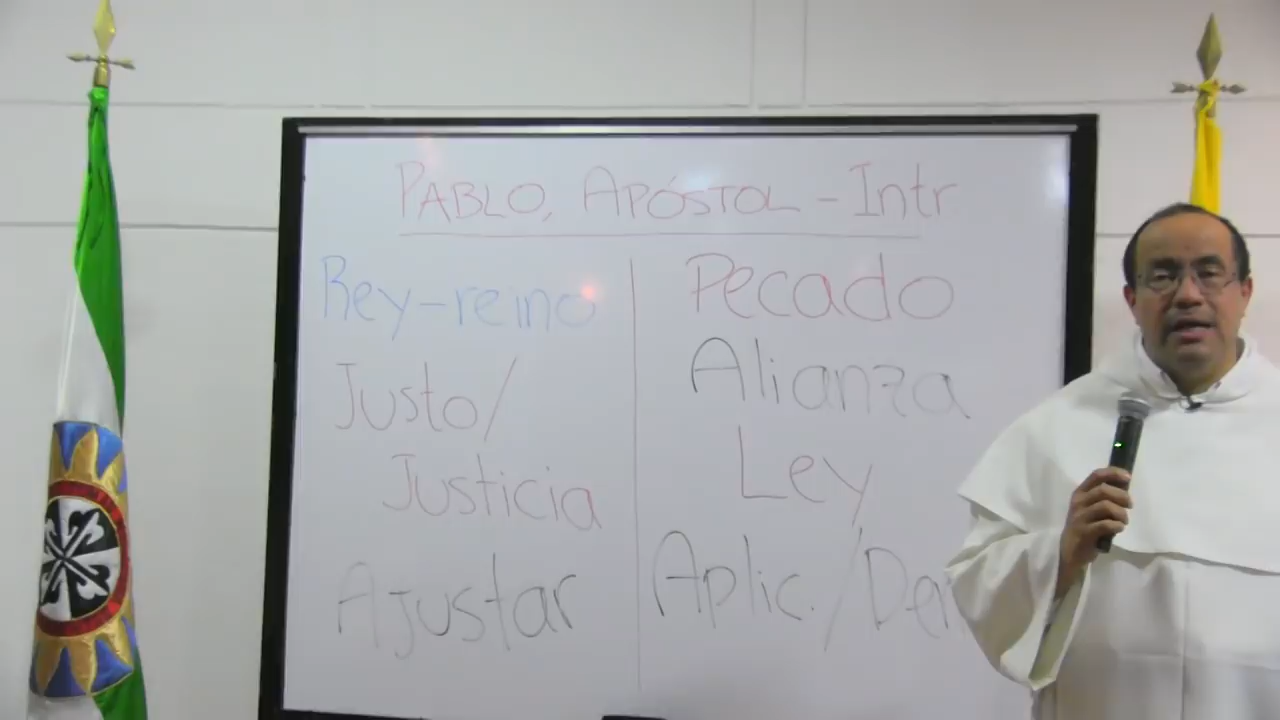 PABLO, APÓSTOL - Intr
Rey-reino
Justo/
Justicia
Ajustar
Pecado
Alianza
Ley
Aplic./